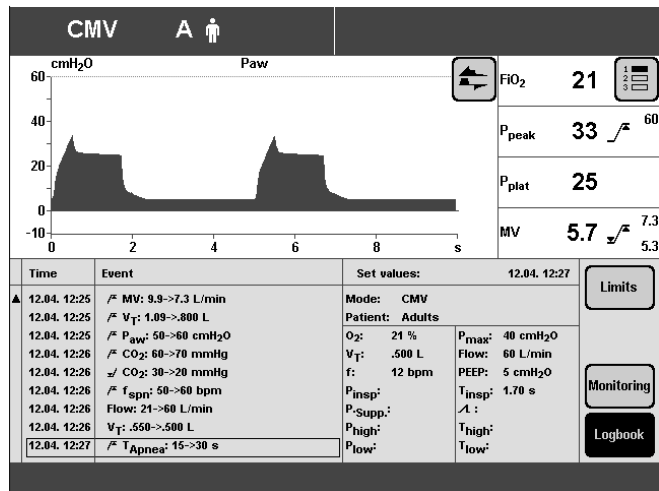 CMV A
cmH2O Paw
60
40
20
0
-10
0 2 4 6 8 s
FiO2 21
1
2
3
Ppeak 33 60
Pplat 25
MV 5.7 7.3
5.3
Time Event Set values: 12.04. 12:27
12.04. 12:25 MV: 9.9->7.3 L/min
12.04. 12:25 VT: 1.09->.800 L
12.04. 12:25 Paw: 50->60 cmH2O
12.04. 12:26 CO2: 60->70 mmHg
12.04. 12:26 CO2: 30->20 mmHg
12.04. 12:26 fspn: 50->60 bpm
12.04. 12:26 Flow: 21->60 L/min
12.04. 12:26 VT: .550->.500 L
12.04. 12:27 TApnea: 15->30 s
Mode: CMV
Patient: Adults
O2: 21 % Pmax: 40 cmH2O
VT: .500 L Flow: 60 L/min
f: 12 bpm PEEP: 5 cmH2O
Pinsp: Tinsp: 1.70 s
P.Supp.: :
Phigh: Thigh:
Plow: Tlow:
Limits
Monitoring
Logbook